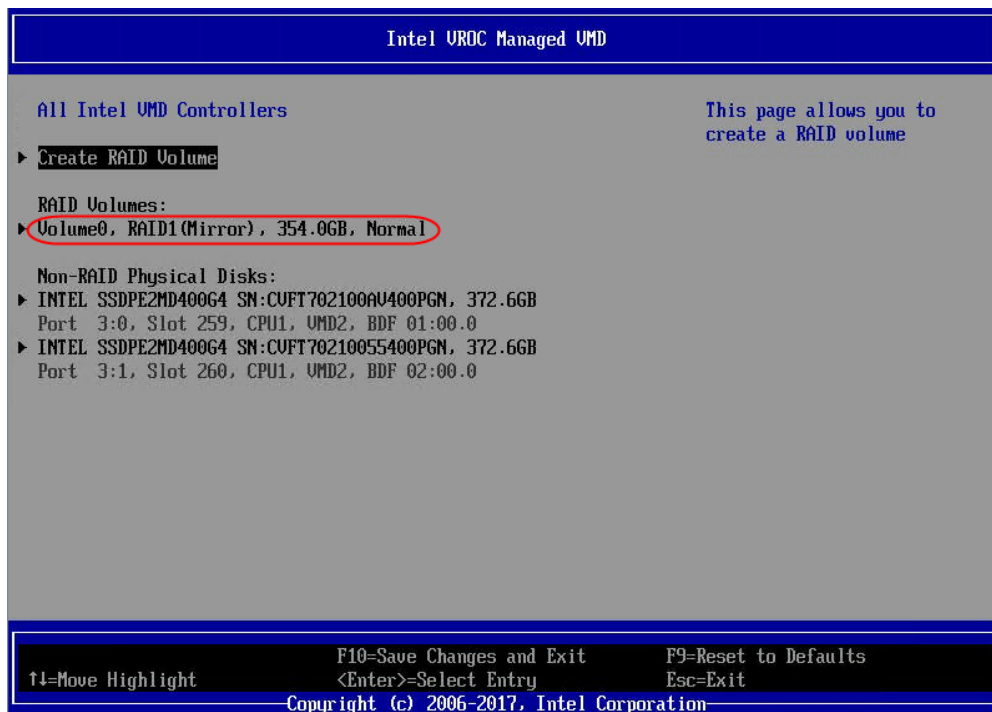 Intel VROC Managed VMD
All Intel VMD Controllers
This page allows you to
create a RAID volume
Create RAID Volume
RAID Volumes:
Volume0, RAID1(Mirror), 354.0GB, Normal
Non-RAID Physical Disks:
INTEL SSDPE2MD400G4 SN:CVFT702100AV400PGN, 372.6GB
Port  3:0, Slot 259, CPU1, VMD2, BDF 01:00.0
INTEL SSDPE2MD400G4 SN:CVFT70210055400PGN, 372.6GB
Port  3:1, Slot 260, CPU1, VMD2, BDF 02:00.0
F10=Save Changes and Exit
F9=Reset to Defaults
↑↓=Move Highlight
<Enter>=Select Entry
Esc=Exit
Copyright (c) 2006-2017, Intel Corporation